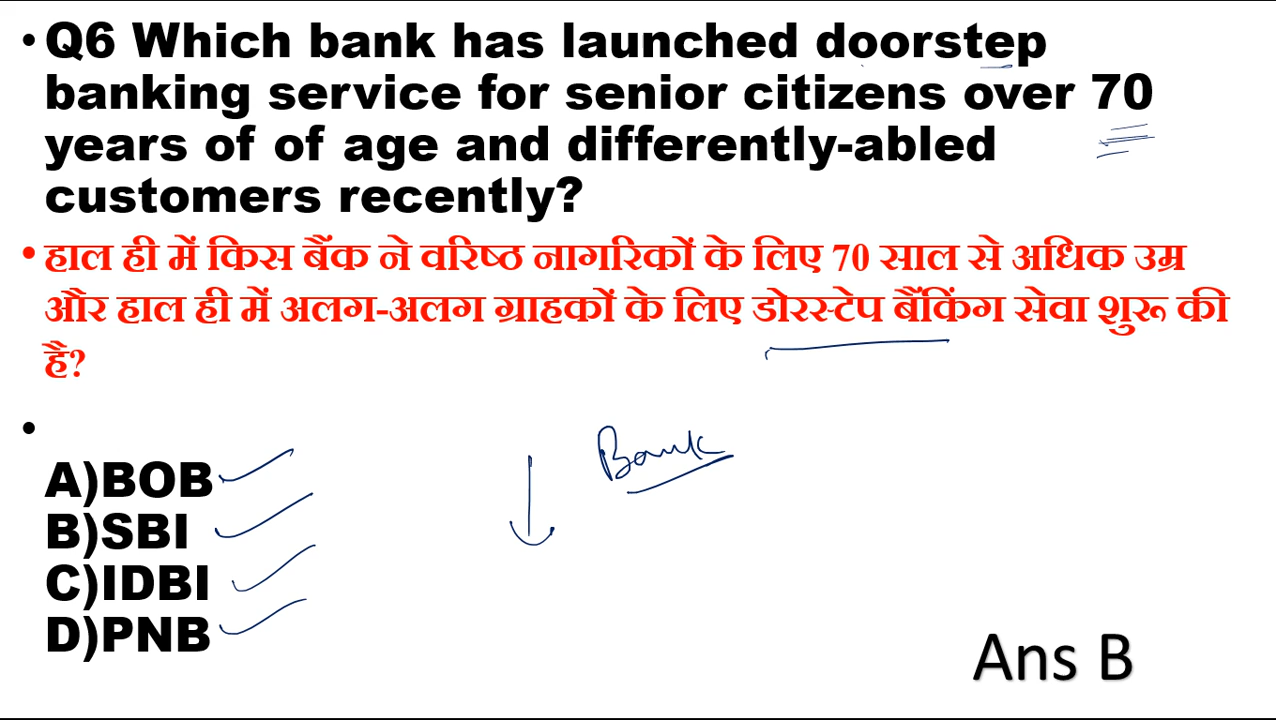 • Q6 Which bank has launched doorstep
banking service for senior citizens over 70
years of of age and differently-abled
customers recently?
• हाल ही में किस बैंक ने वरिष्ठ नागरिकों के लिए 70 साल से अधिक उम्र
और हाल ही में अलग-अलग ग्राहकों के लिए डोरस्टेप बैंकिंग सेवा शुरू की
है?
•
A)BOB
Bank
B)SBI
C)IDBI
D)PNB
Ans B